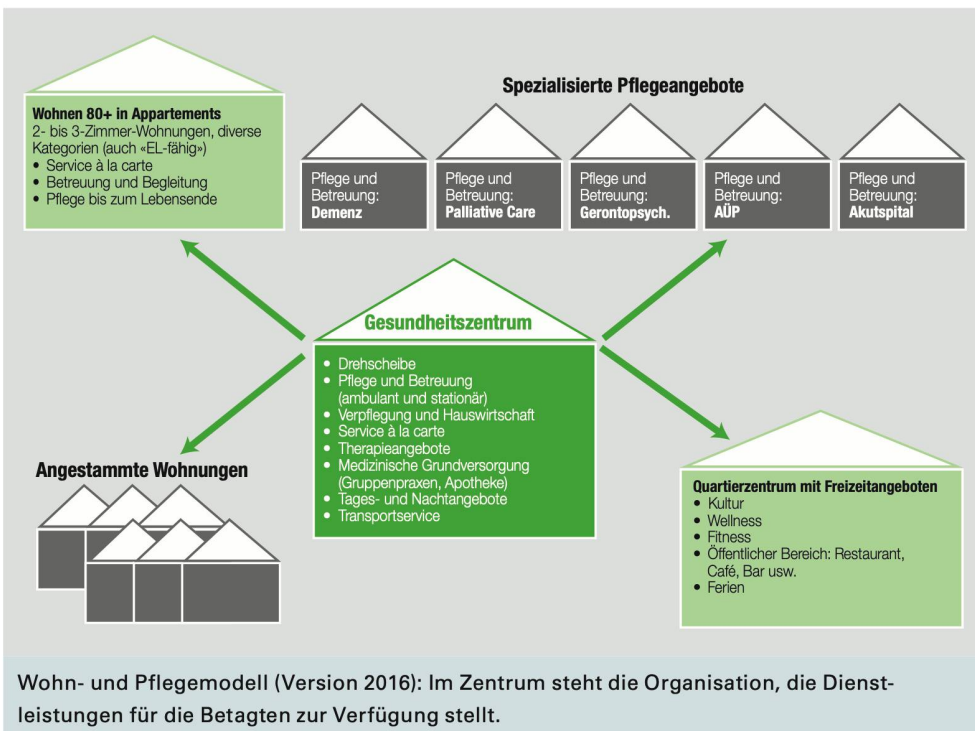 Wohnen 80+ in Appartements
2- bis 3-Zimmer-Wohnungen, diverse
Kategorien (auch «EL-fähig»)
• Service à la carte
• Betreuung und Begleitung
• Pflege bis zum Lebensende
Spezialisierte Pflegeangebote
Pflege und
Betreuung:
Demenz
Pflege und
Betreuung:
Palliative Care
Pflege und
Betreuung:
Gerontopsych.
Pflege und
Betreuung:
AÜP
Pflege und
Betreuung:
Akutspital
Gesundheitszentrum
• Drehscheibe
• Pflege und Betreuung
(ambulant und stationär)
• Verpflegung und Hauswirtschaft
• Service à la carte
• Therapieangebote
• Medizinische Grundversorgung
(Gruppenpraxen, Apotheke)
• Tages- und Nachtangebote
• Transportservice
Angestammte Wohnungen
Quartierzentrum mit Freizeitangeboten
• Kultur
• Wellness
• Fitness
• Öffentlicher Bereich: Restaurant,
Café, Bar usw.
• Ferien
Wohn- und Pflegemodell (Version 2016): Im Zentrum steht die Organisation, die Dienst-
leistungen für die Betagten zur Verfügung stellt.